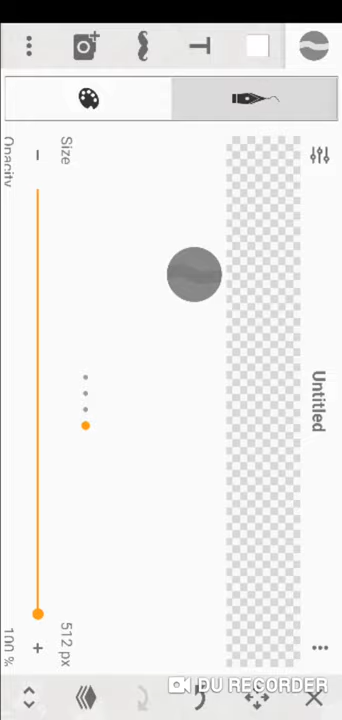 T
Untitled
Size
512 px
Opacity
100 %
DU RECORDER